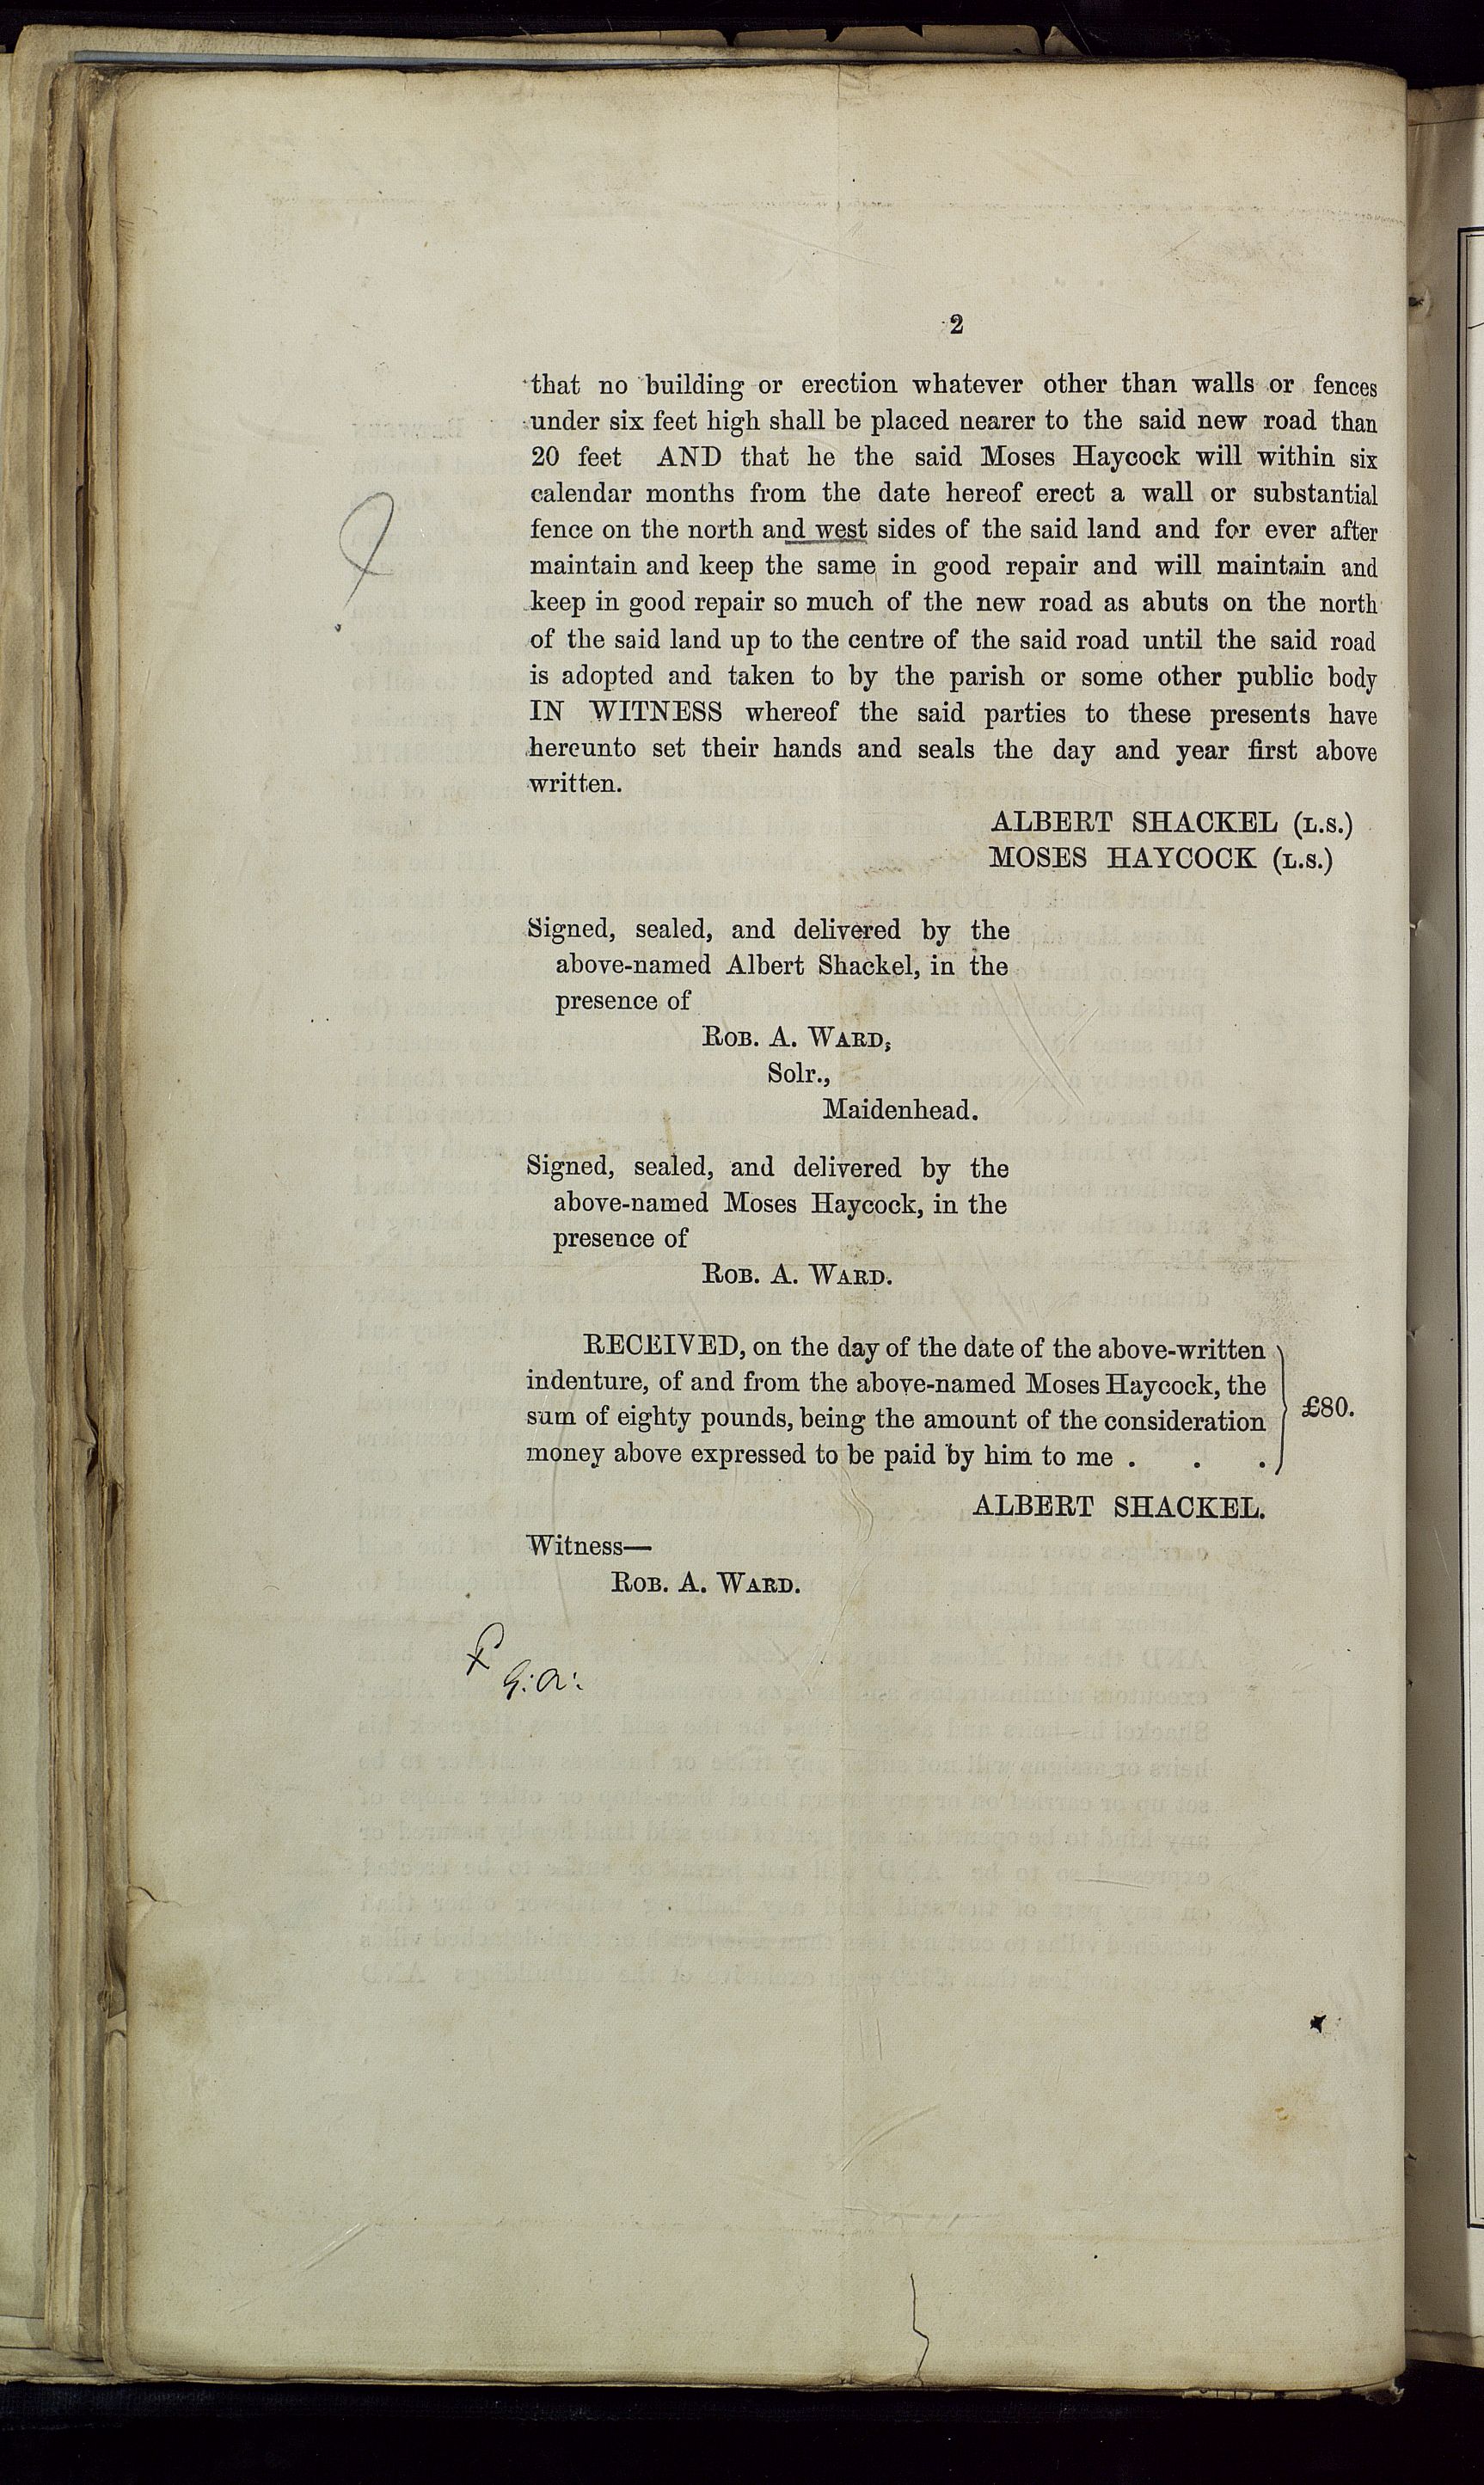 2
that no building or erection whatever other than walls or fences
under six feet high shall be placed nearer to the said new road than
20 feet AND that he the said Moses Haycock will within six
calendar months from the date hereof erect a wall or substantial
fence on the north and west sides of the said land and for ever after
maintain and keep the same in good repair and will maintain and
keep in good repair so much of the new road as abuts on the north
of the said land up to the centre of the said road until the said road
is adopted and taken to by the parish or some other public body
IN WITNESS whereof the said parties to these presents have
hereunto set their hands and seals the day and year first above
written.
ALBERT SHACKEL (L.S.)
MOSES HAYCOCK (L.S.)
Signed, sealed, and delivered by the
above-named Albert Shackel, in the
presence of
ROB. A. WARD,
Solr.,
Maidenhead.
Signed, sealed, and delivered by the
above-named Moses Haycock, in the
presence of
ROB. A. WARD.
RECEIVED, on the day of the date of the above-written
indenture, of and from the above-named Moses Haycock, the
sum of eighty pounds, being the amount of the consideration
money above expressed to be paid by him to me . . .
£80.
ALBERT SHACKEL.
Witness—
ROB. A. WARD.